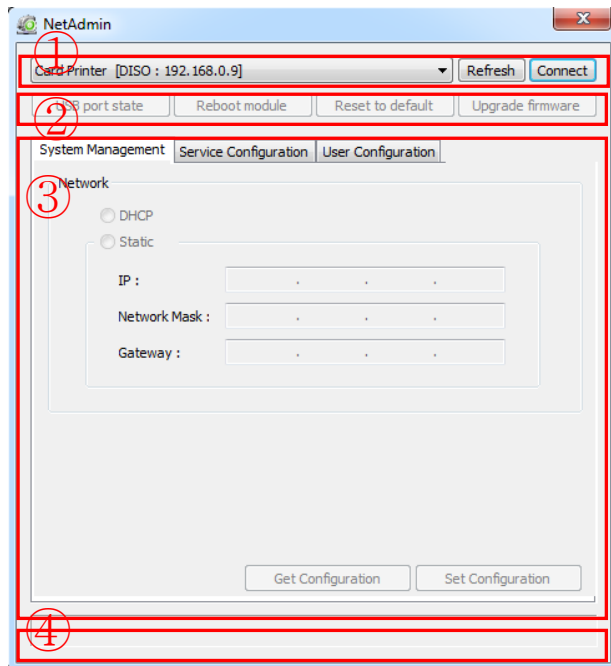 NetAdmin
①
Card Printer [DISO : 192.168.0.9] Refresh Connect
②
USB port state Reboot module Reset to default Upgrade firmware
System Management Service Configuration User Configuration
③
Network
DHCP
Static
IP : . . .
Network Mask : . . .
Gateway : . . .
Get Configuration Set Configuration
④